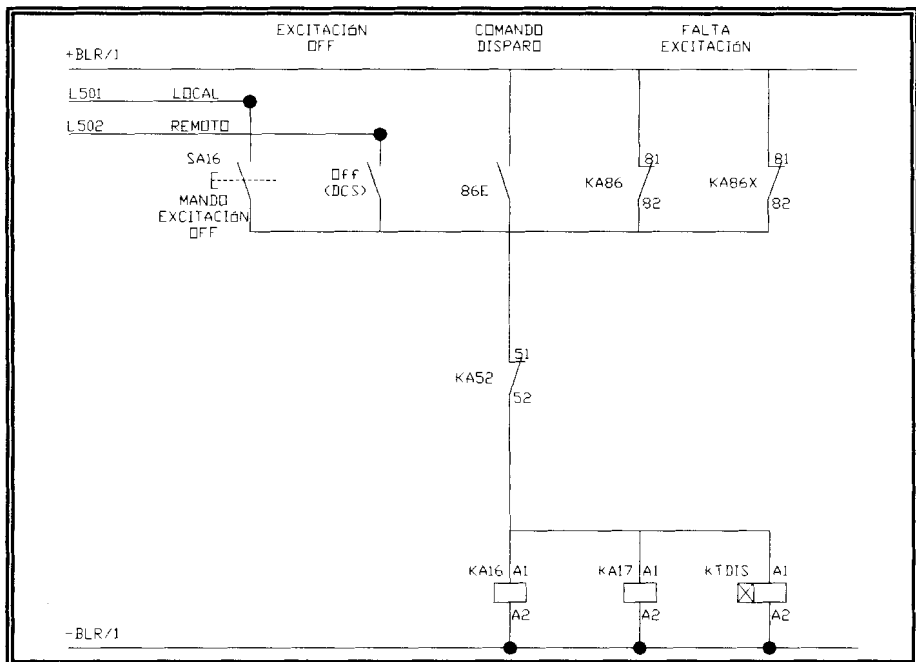 EXCITACIÓN
OFF
COMANDO
DISPARO
FALTA
EXCITACIÓN
+BLR/1
L501 LOCAL
L502 REMOTO
SA16
MANDO
EXCITACIÓN
OFF
OFF
(DCS)
86E
KA86
81
82
KA86X
81
82
KA52
51
52
KA16 A1
A2
KA17 A1
A2
KTDIS A1
A2
-BLR/1